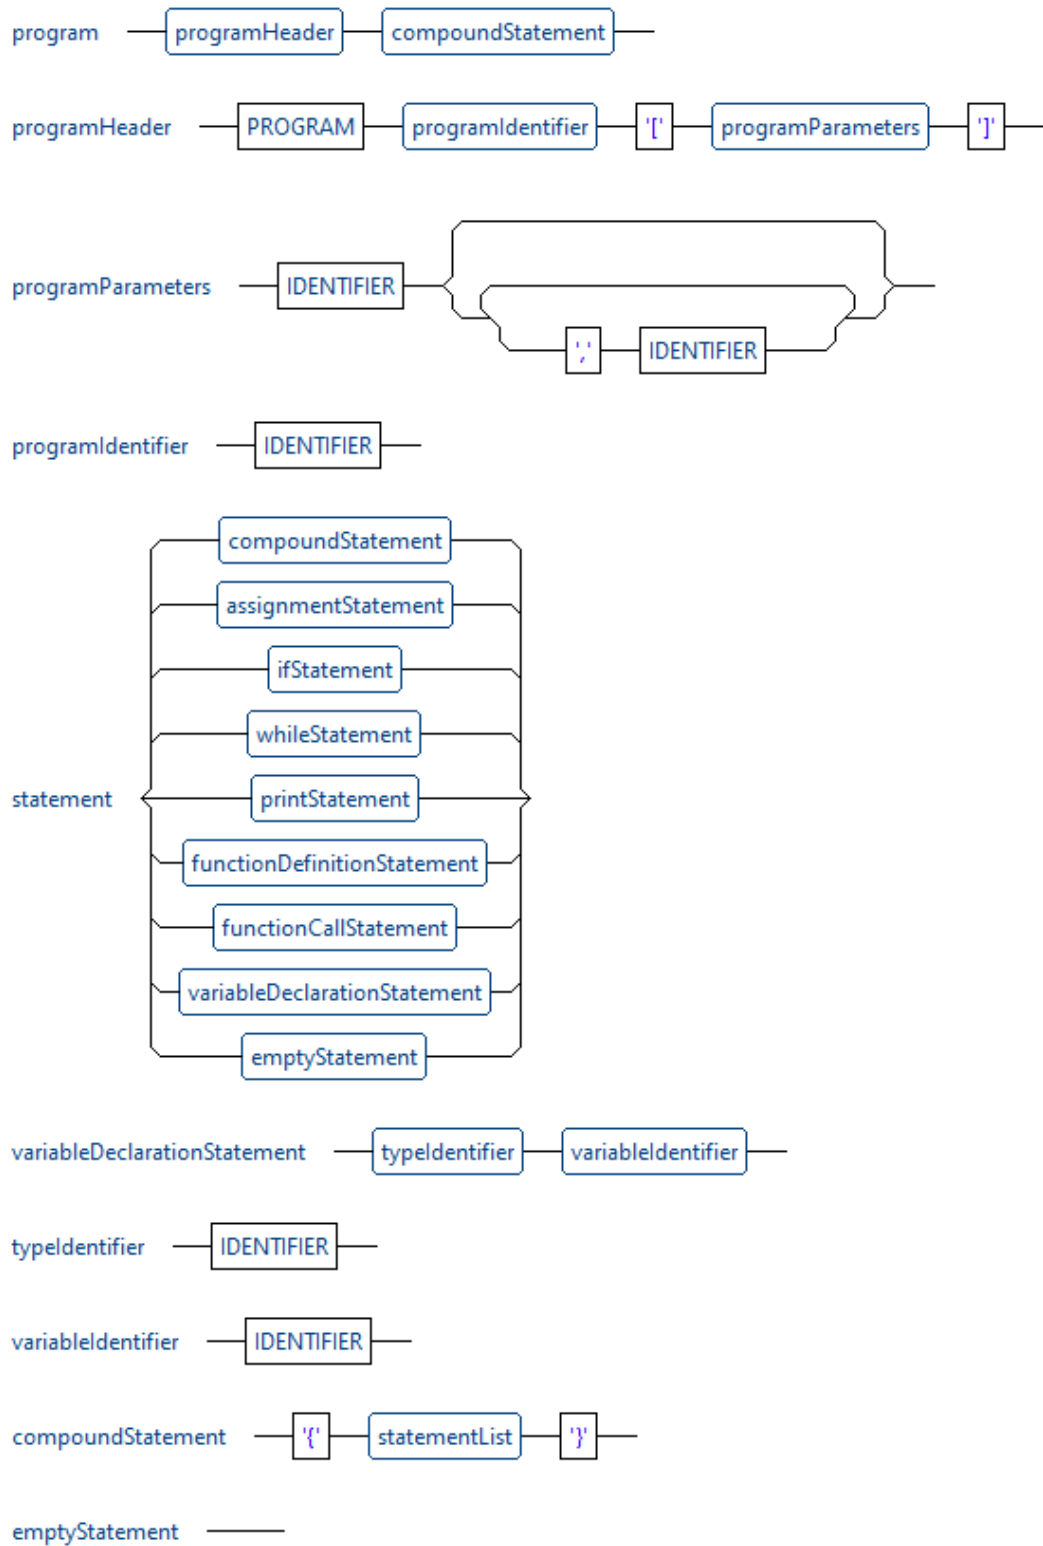 program programHeader compoundStatement
programHeader PROGRAM programIdentifier '[' programParameters ']'
programParameters IDENTIFIER
',' IDENTIFIER
programIdentifier IDENTIFIER
compoundStatement
assignmentStatement
ifStatement
whileStatement
statement printStatement
functionDefinitionStatement
functionCallStatement
variableDeclarationStatement
emptyStatement
variableDeclarationStatement typeIdentifier variableIdentifier
typeIdentifier IDENTIFIER
variableIdentifier IDENTIFIER
compoundStatement '{' statementList '}'
emptyStatement